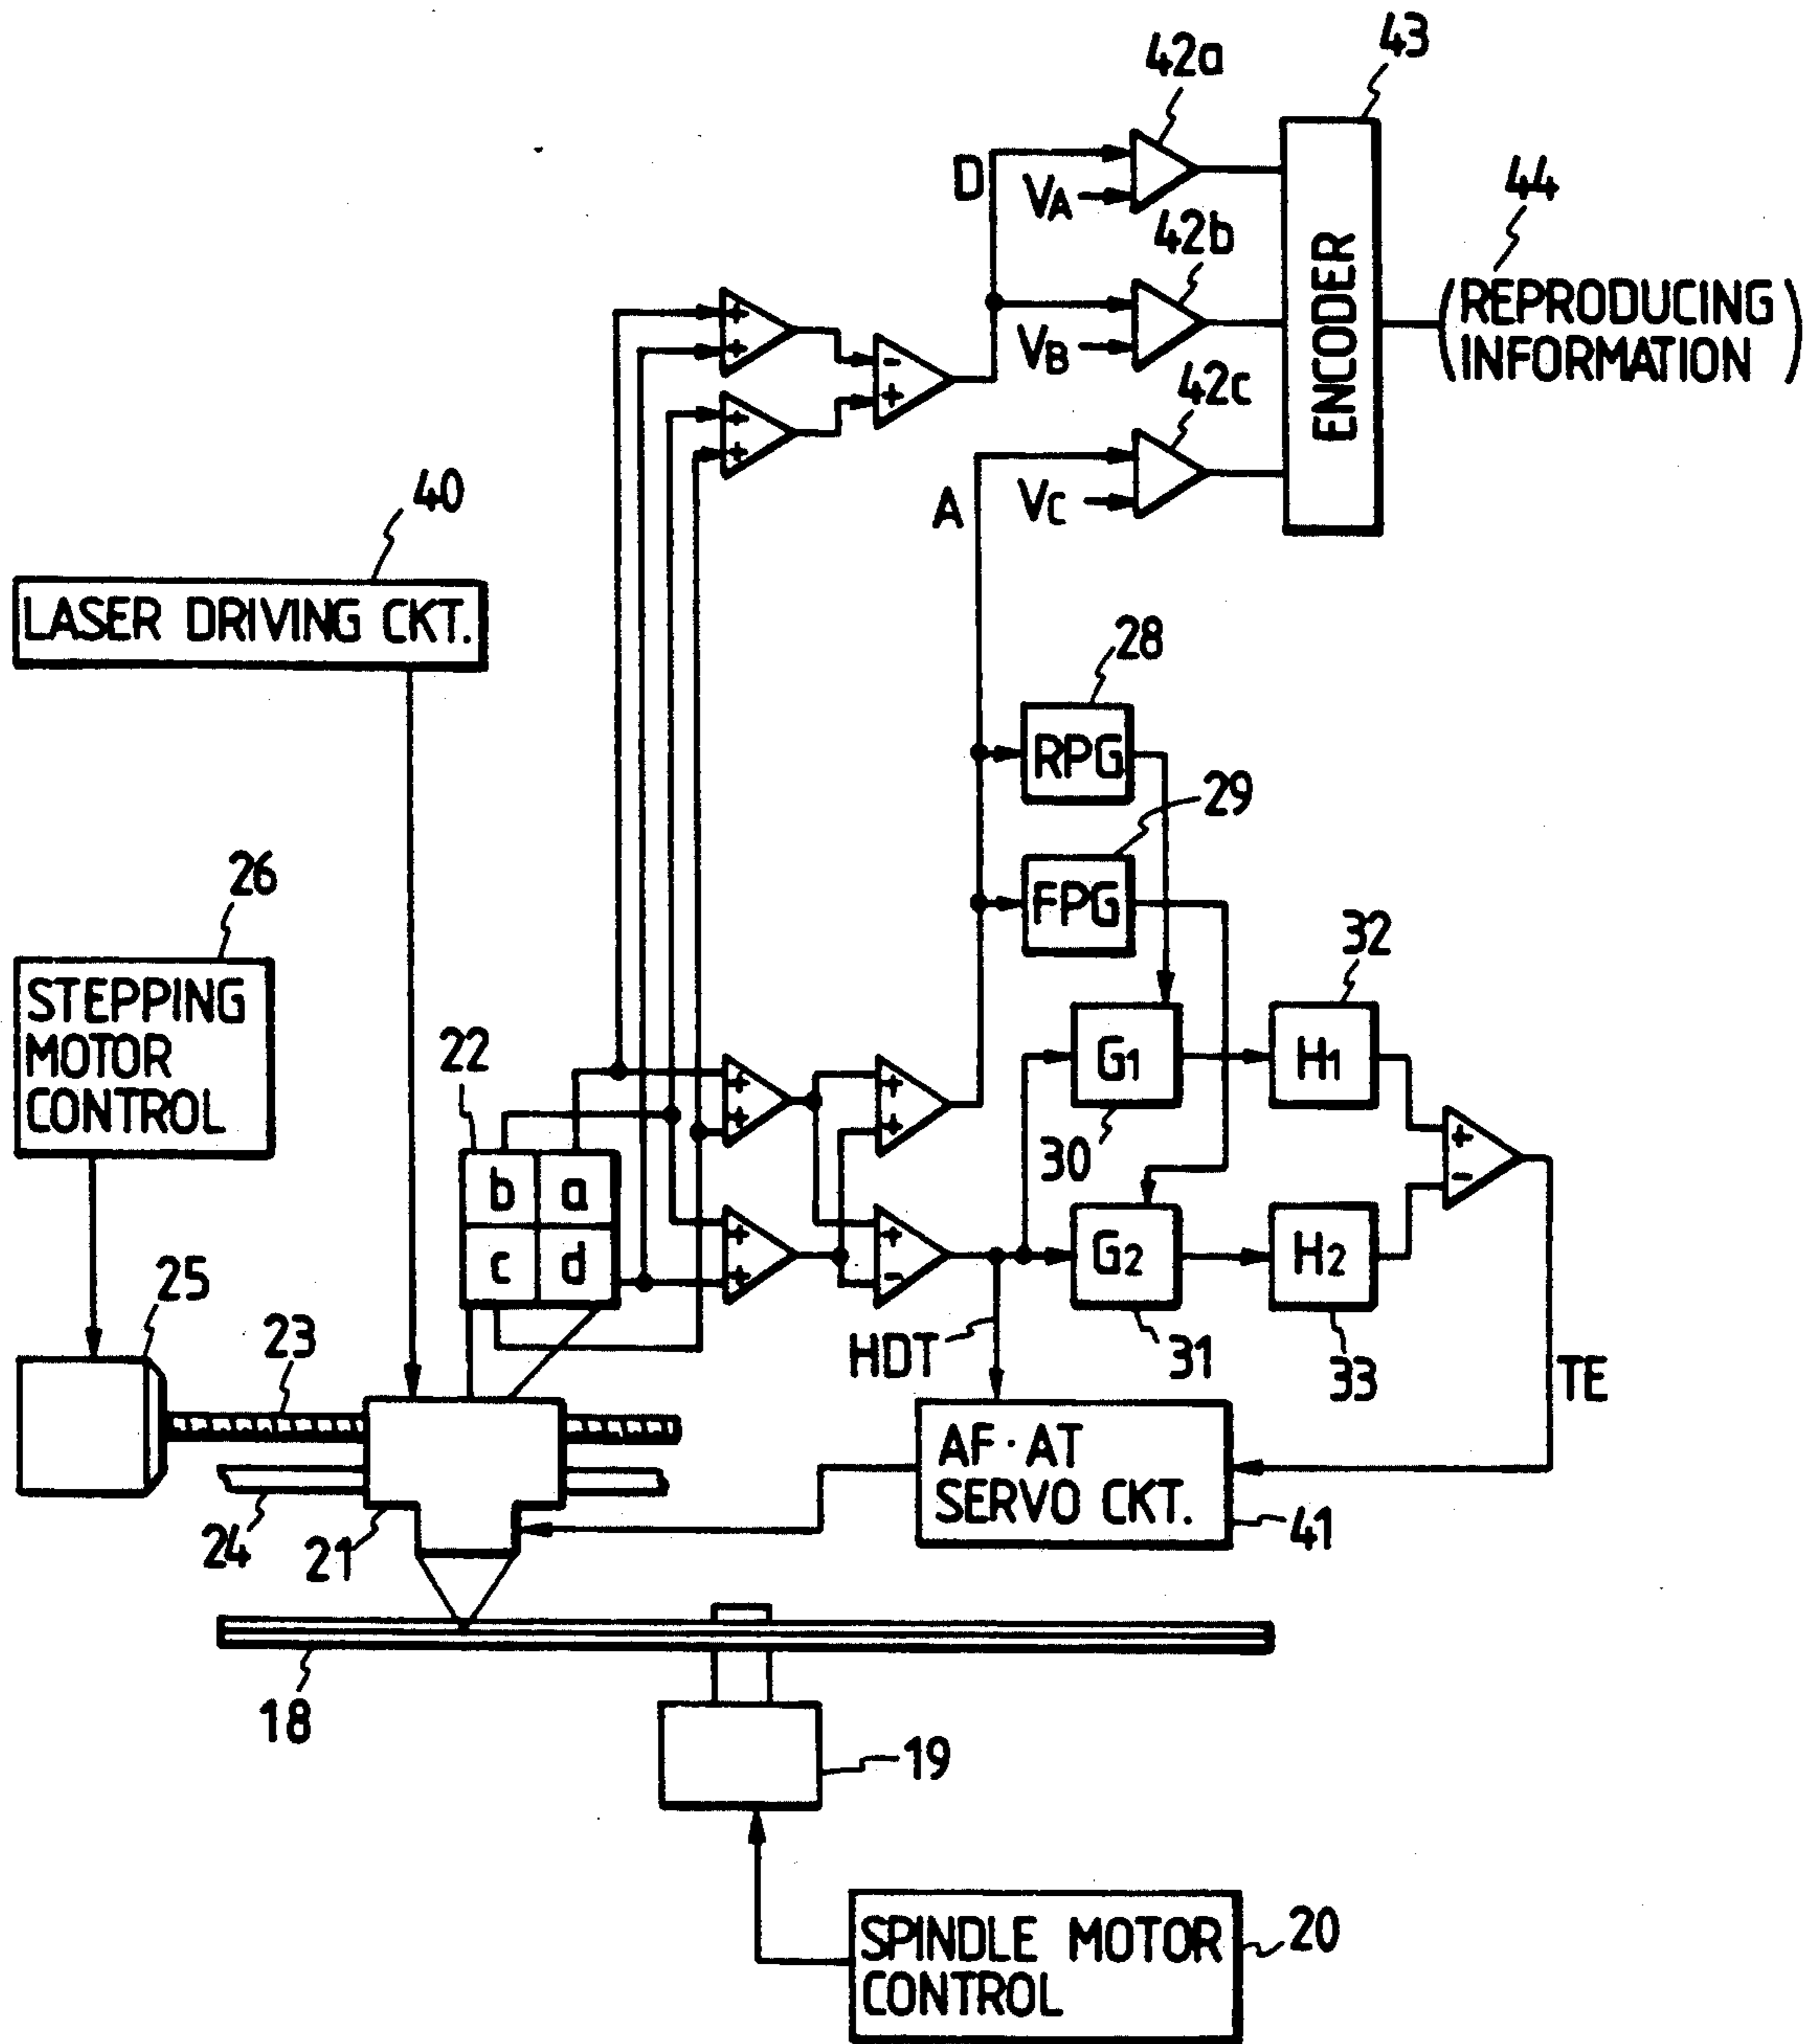 43
42a
44
D
VA
42b
ENCODER
(REPRODUCING
INFORMATION)
+
+
-
+
VB
42c
+
+
A
VC
40
LASER DRIVING CKT.
28
RPG
29
FPG
26
STEPPING
MOTOR
CONTROL
32
22
G1
H1
30
+
+
+
+
+
-
b a
c d
+
+
+
-
G2
H2
25
23
HDT
31
33
TE
AF·AT
SERVO CKT.
24
21
41
18
19
SPINDLE MOTOR
CONTROL
20